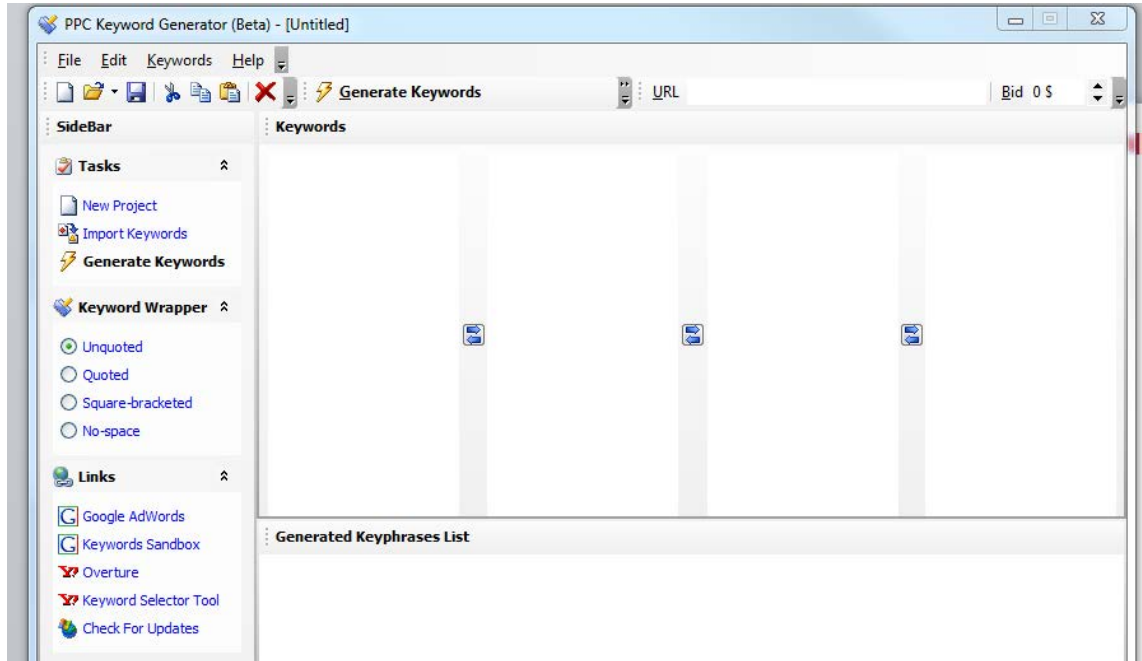 PPC Keyword Generator (Beta) - [Untitled]
File Edit Keywords Help
Generate Keywords URL Bid 0 $
SideBar
Keywords
Tasks
New Project
Import Keywords
Generate Keywords
Keyword Wrapper
Unquoted
Quoted
Square-bracketed
No-space
Links
Google AdWords
Keywords Sandbox
Overture
Keyword Selector Tool
Check For Updates
Generated Keyphrases List